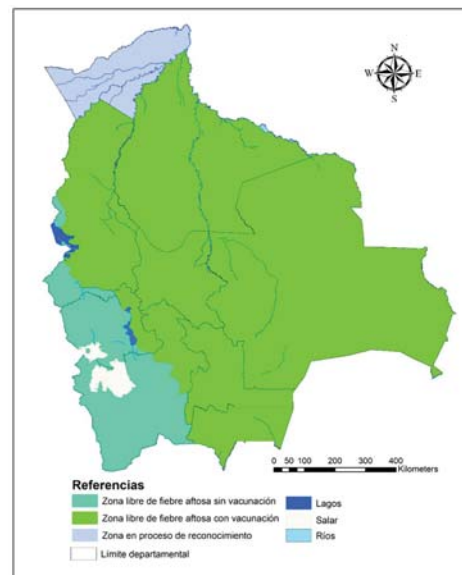 N
W E
S
0 50 100 200 300 400
Kilometers
Referencias
Zona libre de fiebre aftosa sin vacunación
Zona libre de fiebre aftosa con vacunación
Zona en proceso de reconocimiento
Límite departamental
Lagos
Salar
Ríos